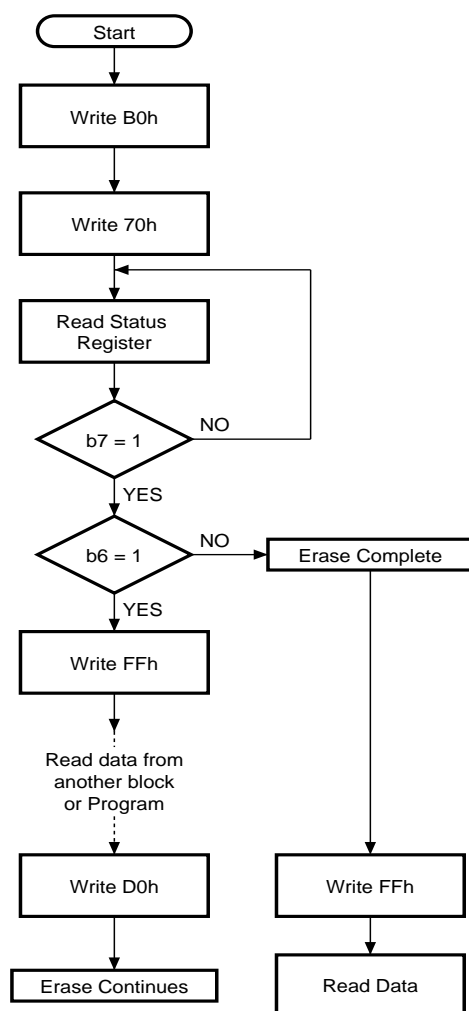 Start
Write B0h
Write 70h
Read Status
Register
NO
b7 = 1
YES
NO
b6 = 1
Erase Complete
YES
Write FFh
Read data from
another block
or Program
Write D0h
Write FFh
Erase Continues
Read Data